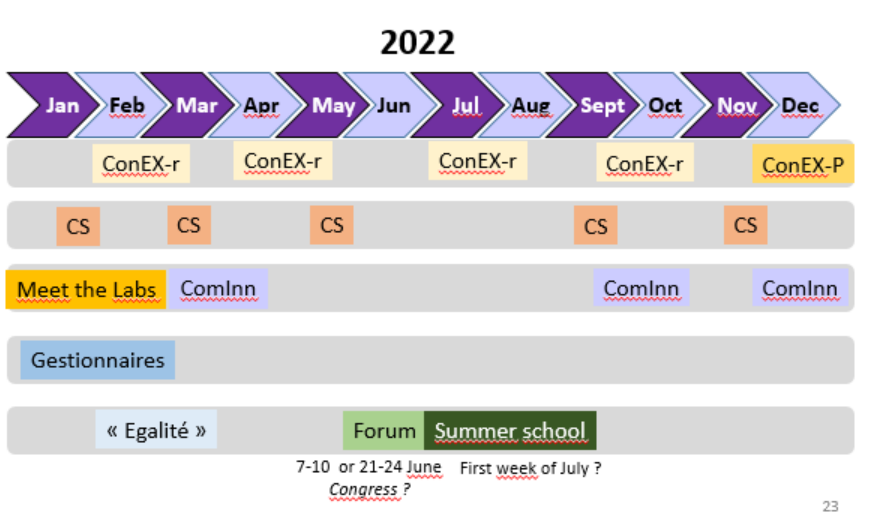 2022
Jan Feb Mar Apr May Jun Jul Aug Sept Oct Nov Dec
ConEX-r ConEX-r ConEX-r ConEX-r ConEX-P
CS CS CS CS CS
Meet the Labs ComInn ComInn ComInn
Gestionnaires
« Egalité » Forum Summer school
7-10 or 21-24 June First week of July ?
Congress ?
23